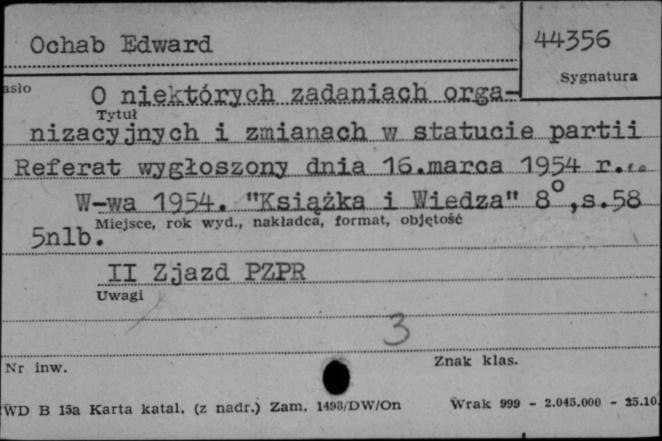 Ochab Edward
44356
Sygnatura
asło
O niektórych zadaniach orga-
Tytuł
nizacyjnych i zmianach w statucie partii
Referat wygłoszony dnia 16.marca 1954 r.
W-wa 1954. "Książka i Wiedza" 8°,s.58
Miejsce, rok wyd., nakładca, format, objętość
5nlb.
II Zjazd PZPR
Uwagi
3
Nr inw.
Znak klas.
WD B 15a Karta katal. (z nadr.) Zam. 1493/DW/On
Wrak 999 - 2.045.000 - 25.10